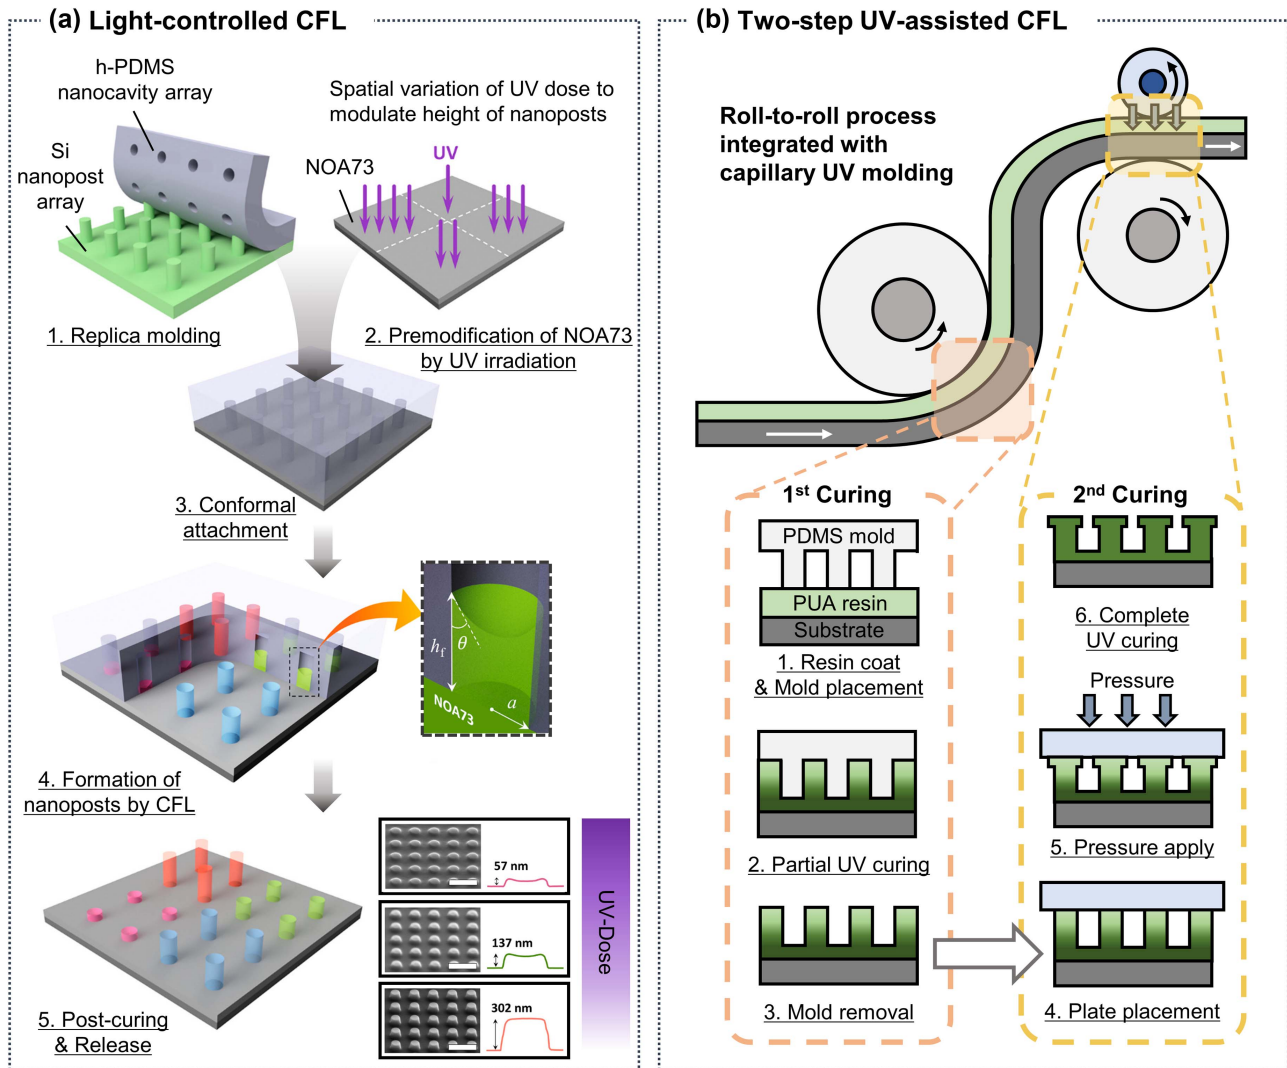 (a) Light-controlled CFL
h-PDMS
nanocavity array
Si
nanopost
array
Spatial variation of UV dose to
modulate height of nanoposts
NOA73
UV
1. Replica molding
2. Premodification of NOA73
by UV irradiation
3. Conformal
attachment
hf
θ
NOA73
a
4. Formation of
nanoposts by CFL
57 nm
137 nm
302 nm
UV-Dose
5. Post-curing
& Release
(b) Two-step UV-assisted CFL
Roll-to-roll process
integrated with
capillary UV molding
1st Curing
PDMS mold
PUA resin
Substrate
1. Resin coat
& Mold placement
2. Partial UV curing
3. Mold removal
2nd Curing
6. Complete
UV curing
Pressure
5. Pressure apply
4. Plate placement